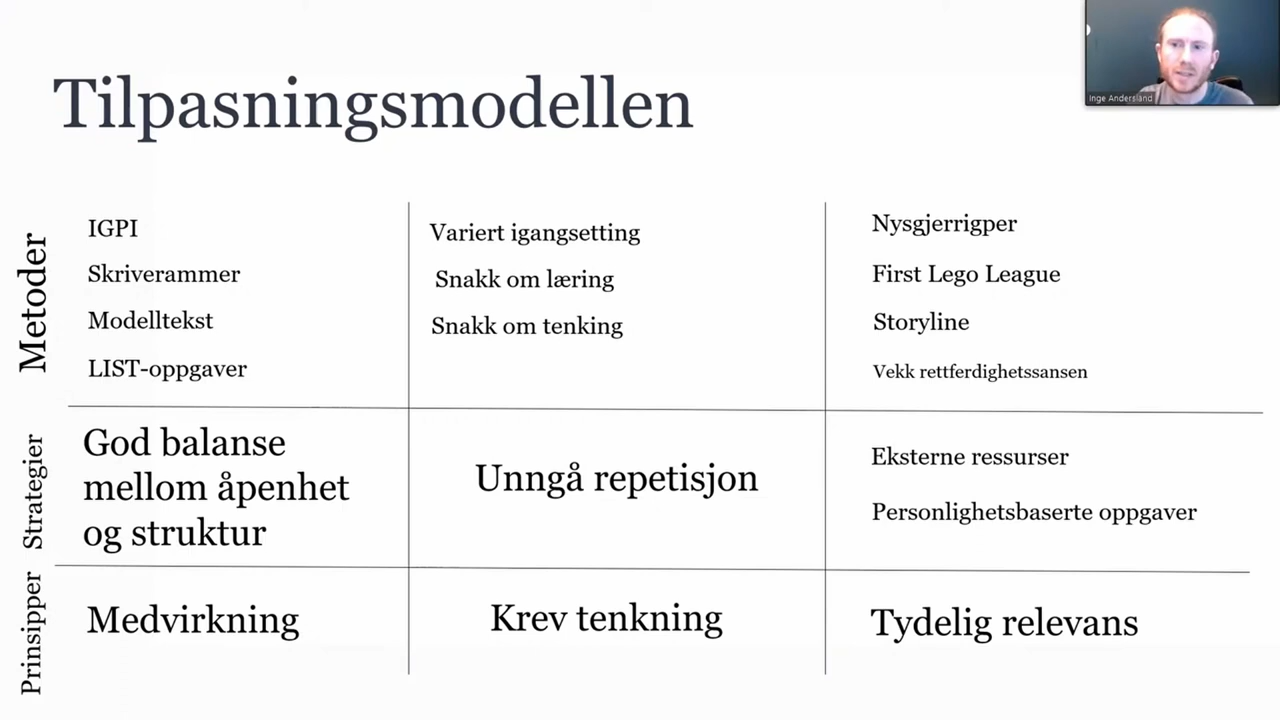 Tilpasningsmodellen
Inge Andersland
Metoder
IGPI
Skriverammer
Modelltekst
LIST-oppgaver
Variert igangsetting
Snakk om læring
Snakk om tenking
Nysgjerrigper
First Lego League
Storyline
Vekk rettferdighetssansen
Strategier
God balanse
mellom åpenhet
og struktur
Unngå repetisjon
Eksterne ressurser
Personlighetsbaserte oppgaver
Prinsipper
Medvirkning
Krev tenkning
Tydelig relevans